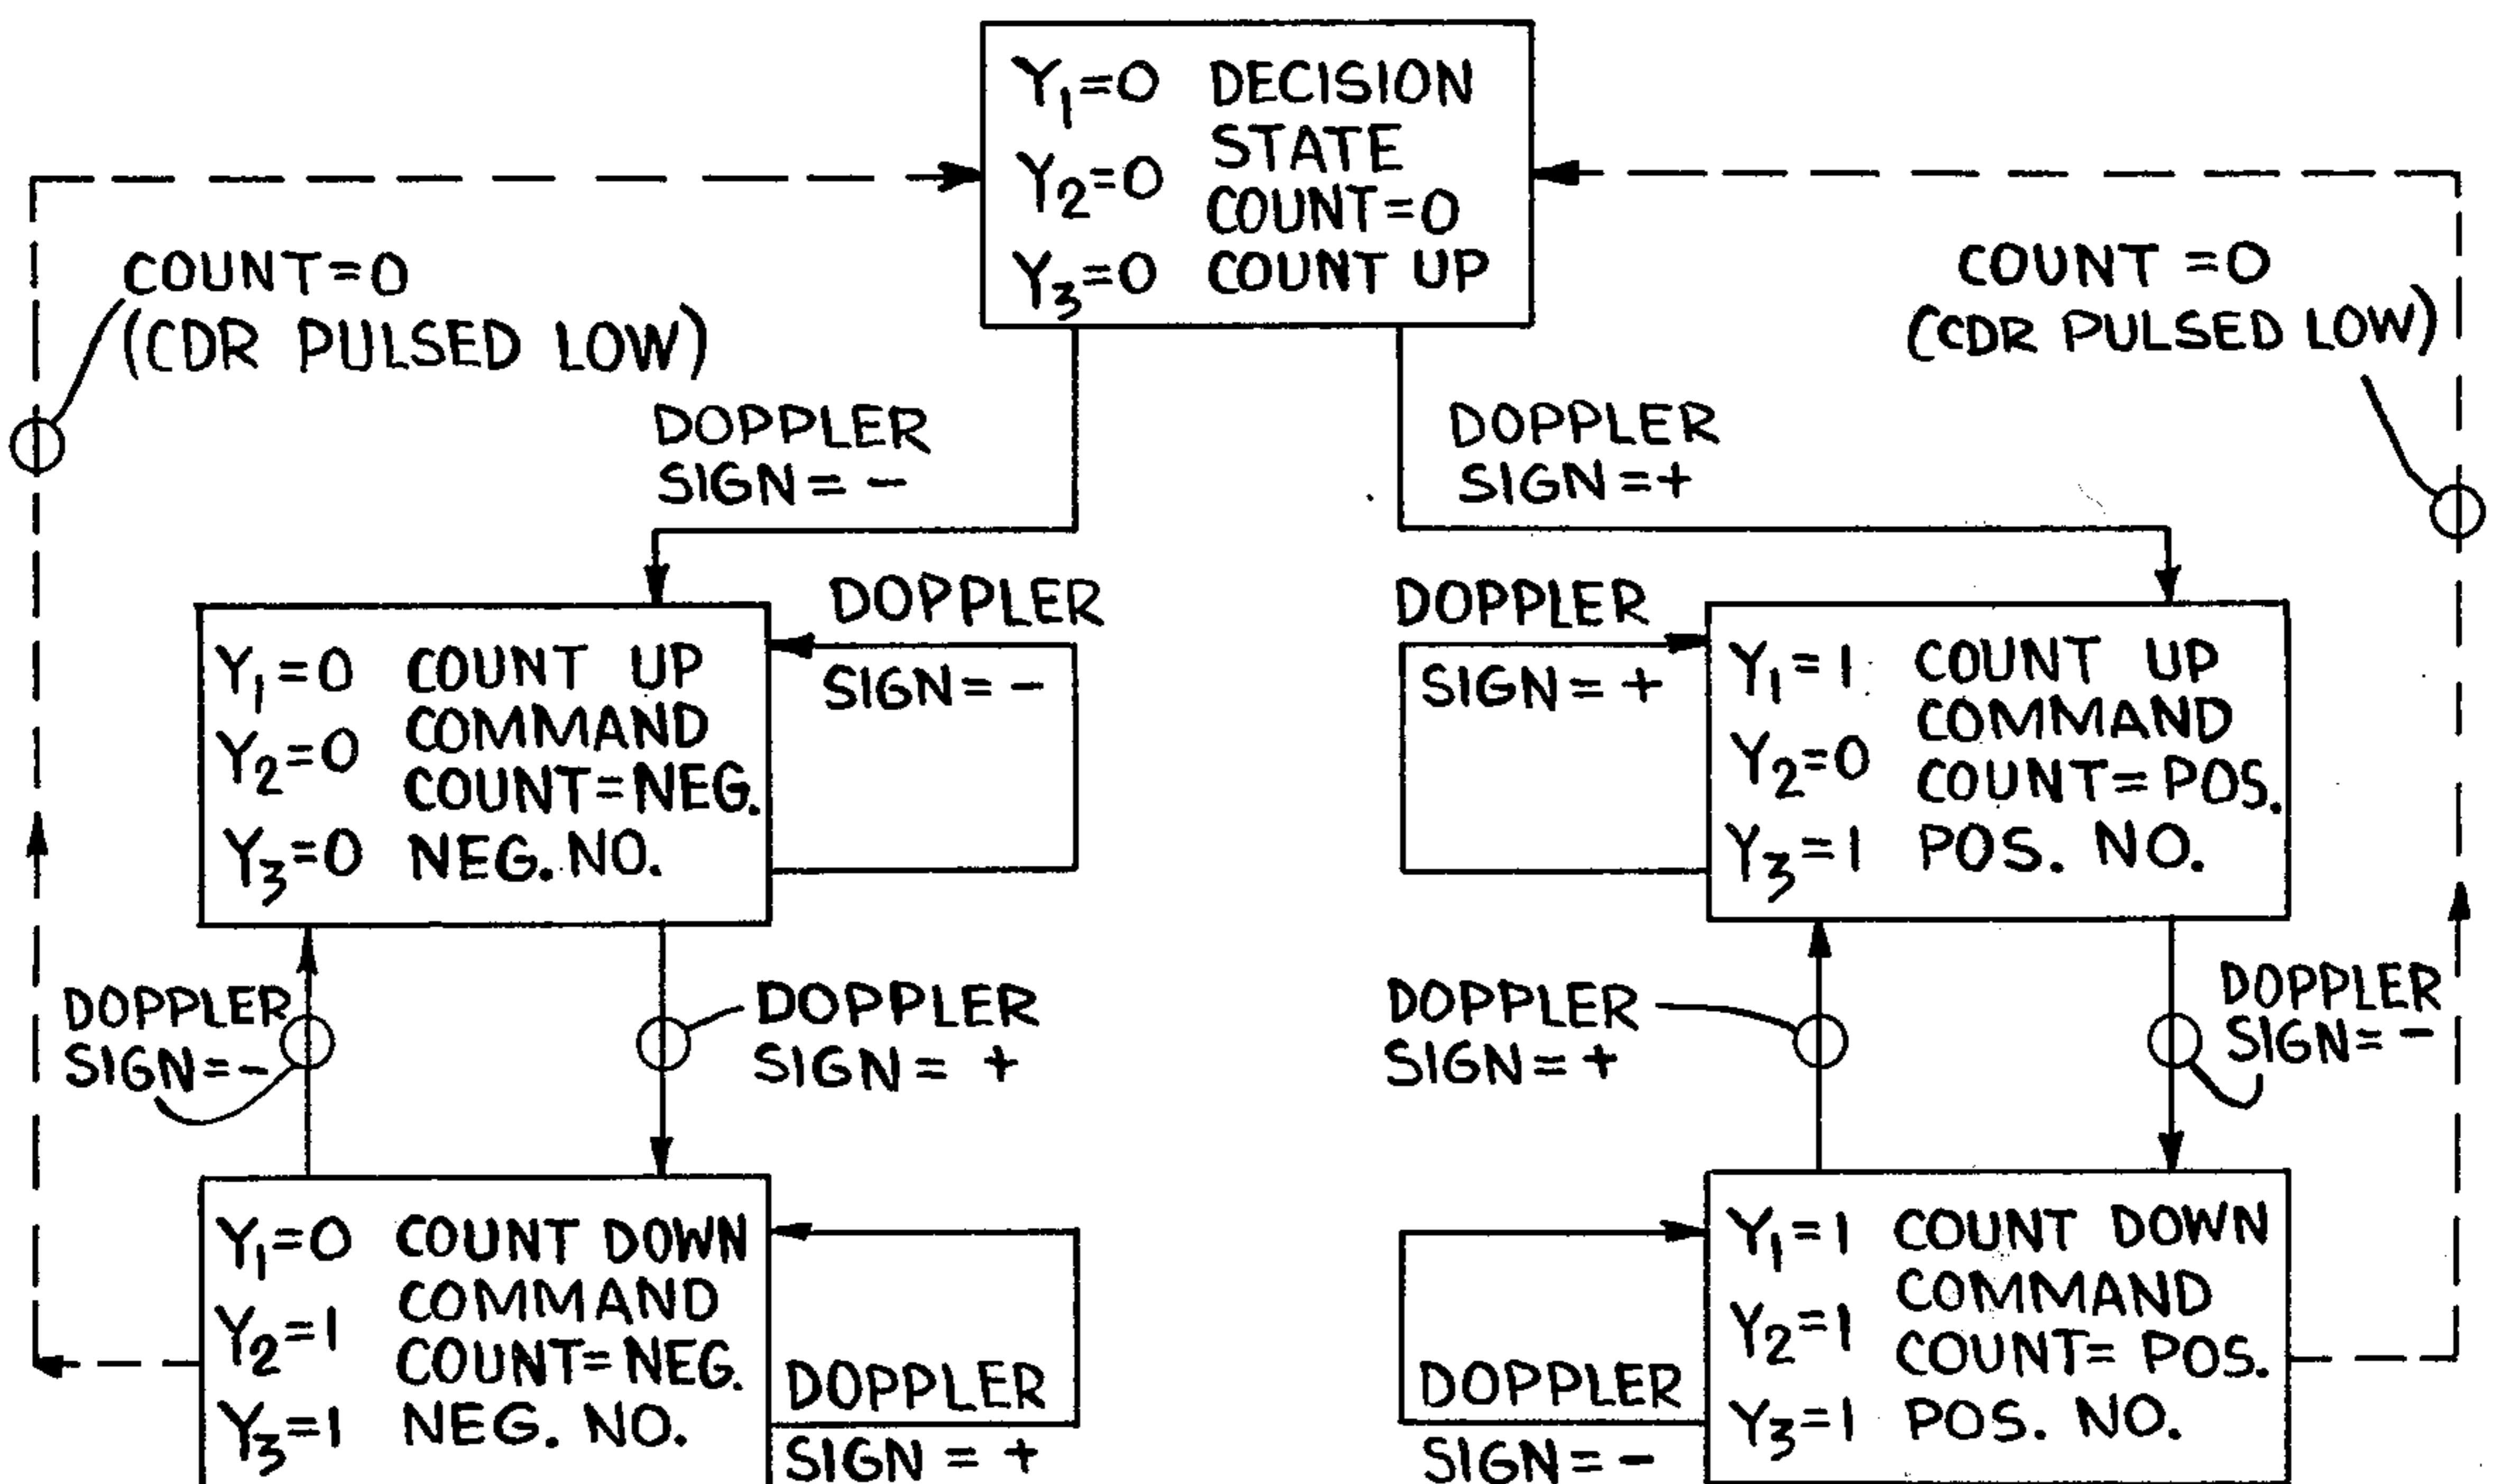 Y1=0 DECISION
STATE
Y2=0 COUNT=0
Y3=0 COUNT UP
COUNT=0
(CDR PULSED LOW)
COUNT =0
(CDR PULSED LOW)
DOPPLER
SIGN= -
DOPPLER
SIGN=+
DOPPLER
SIGN= -
DOPPLER
SIGN= +
Y1=0 COUNT UP
COMMAND
Y2=0 COUNT=NEG.
Y3=0 NEG. NO.
Y1=1 COUNT UP
COMMAND
Y2=0 COUNT= POS.
Y3=1 POS. NO.
DOPPLER
SIGN=-
DOPPLER
SIGN= +
DOPPLER
SIGN= +
DOPPLER
SIGN= -
Y1=0 COUNT DOWN
COMMAND
Y2=1 COUNT=NEG.
Y3=1 NEG. NO.
DOPPLER
SIGN = +
DOPPLER
SIGN= -
Y1=1 COUNT DOWN
COMMAND
Y2=1 COUNT= POS.
Y3=1 POS. NO.